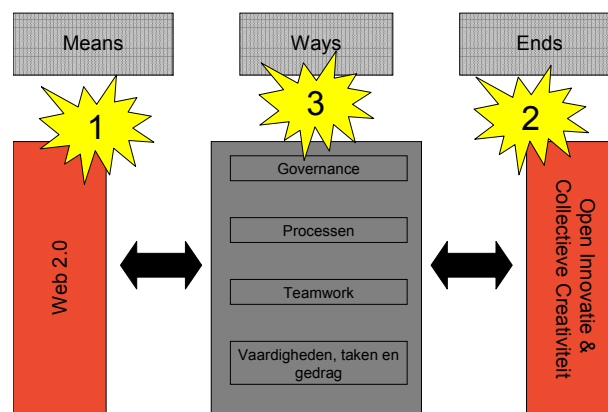 Means
Ways
Ends
1
3
2
Governance
Processen
Teamwork
Vaardigheden, taken en
gedrag
Web 2.0
Open Innovatie &
Collectieve Creativiteit